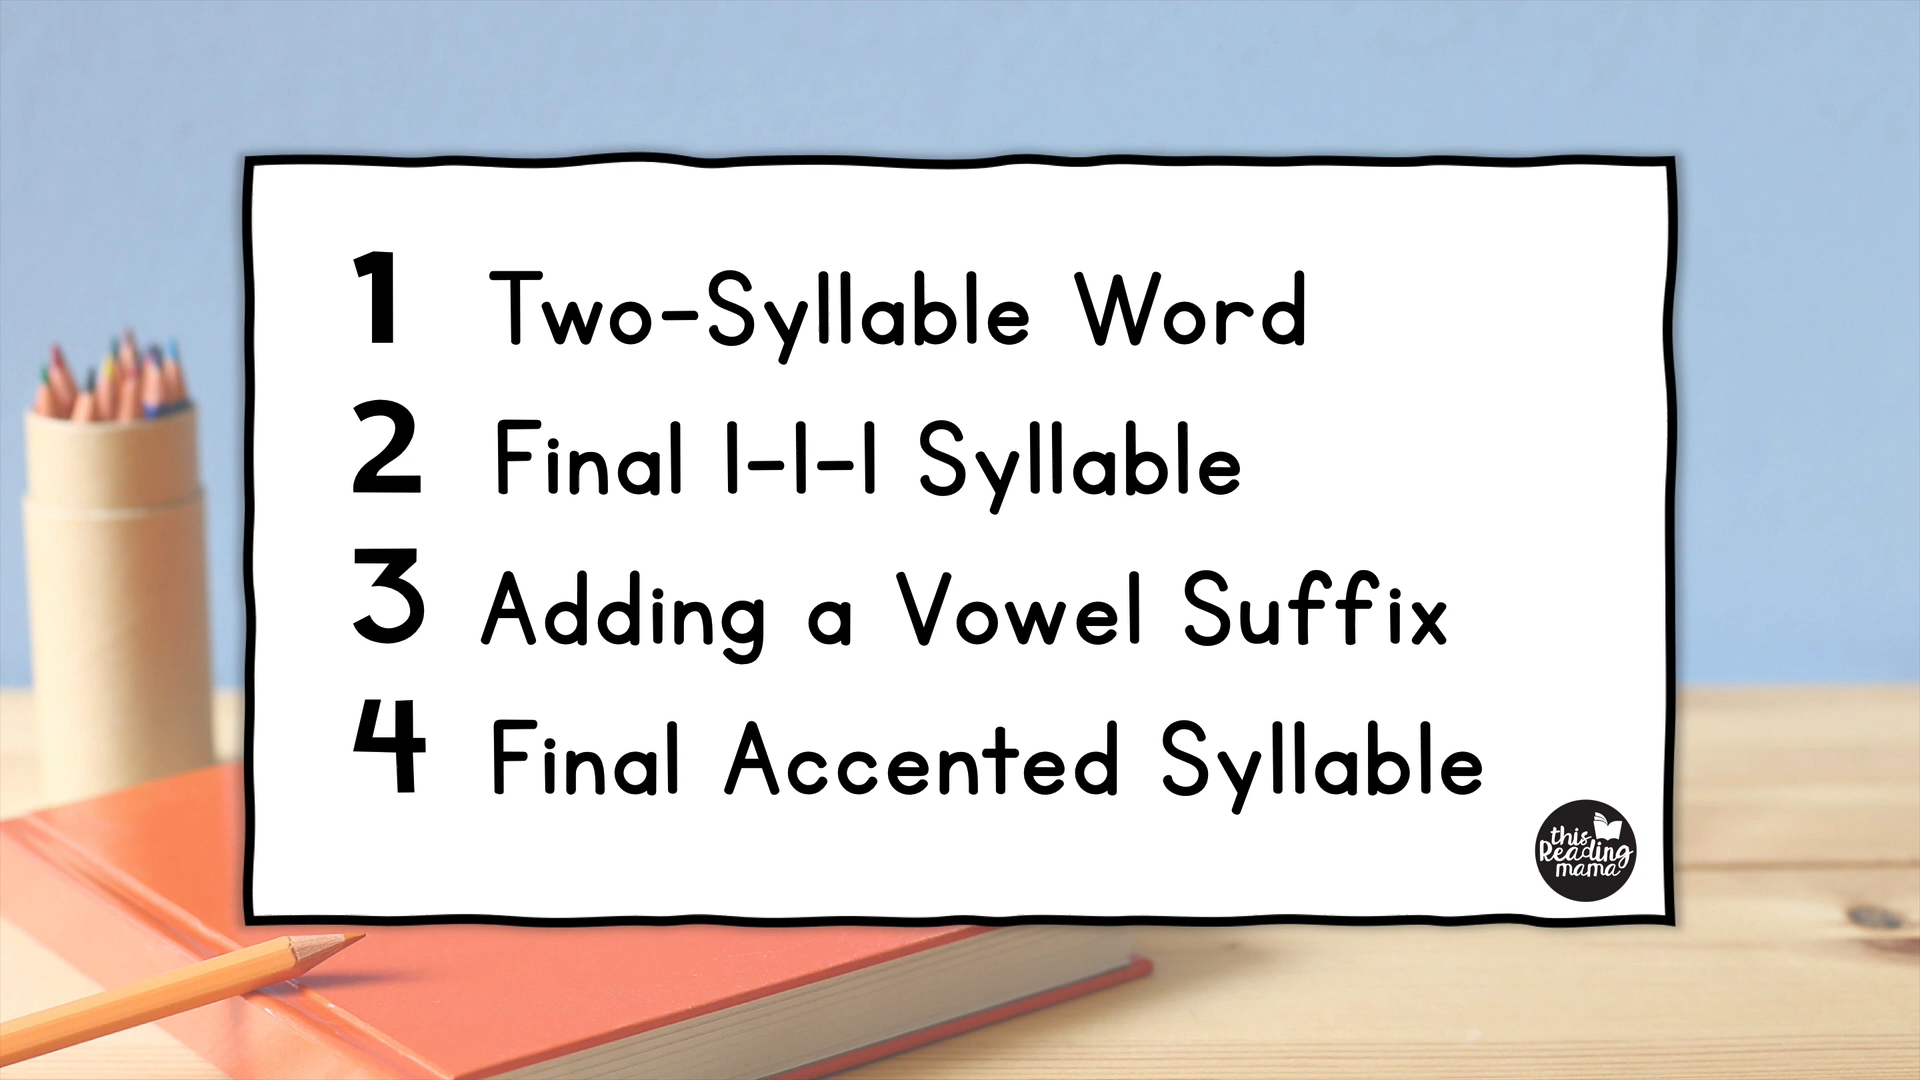 1 Two-Syllable Word
2 Final 1-1-1 Syllable
3 Adding a Vowel Suffix
4 Final Accented Syllable
this
Reading
mama